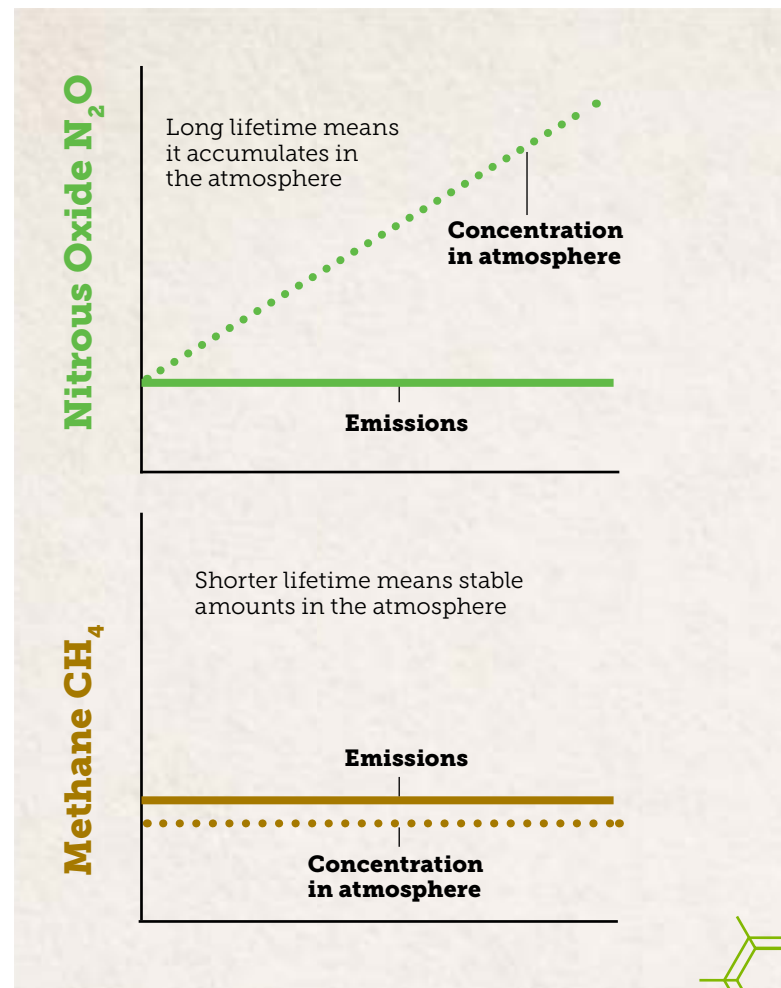 Nitrous Oxide N₂O
Long lifetime means
it accumulates in
the atmosphere
Concentration
in atmosphere
Emissions
Methane CH₄
Shorter lifetime means stable
amounts in the atmosphere
Emissions
Concentration
in atmosphere